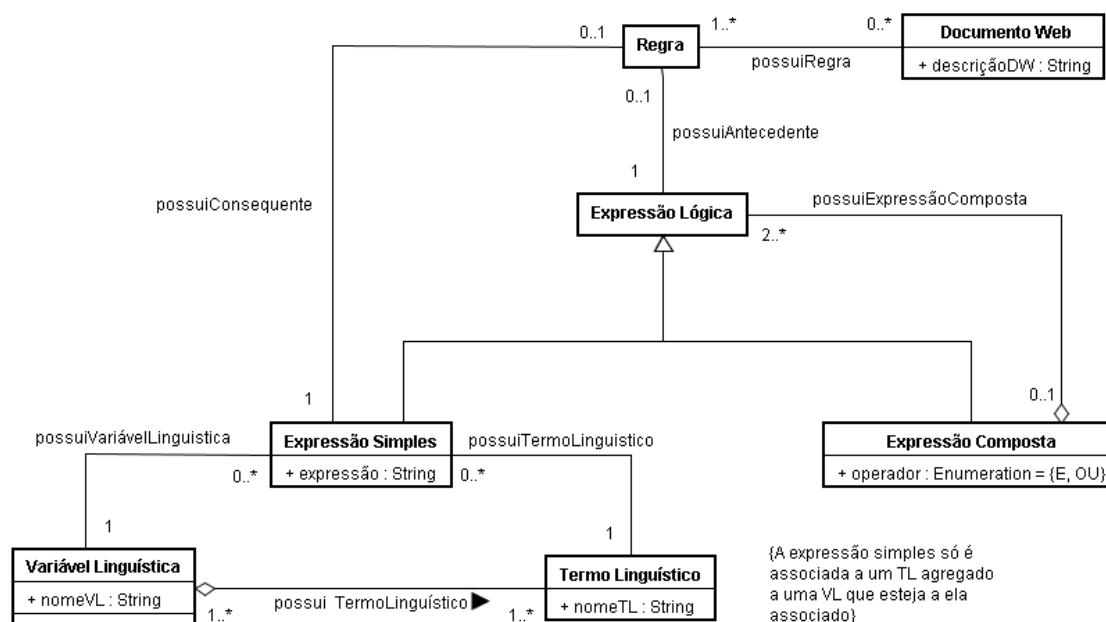 0..1
Regra
1..*
0..*
Documento Web
possuiRegra
+ descriçãoDW : String
0..1
possuiAntecedente
1
possuiConsequente
Expressão Lógica
possuiExpressãoComposta
2..*
0..1
1
possuiVariávelLinguistica
Expressão Simples
possuiTermoLinguistico
Expressão Composta
0..*
+ expressão : String
0..*
+ operador : Enumeration = {E, OU}
1
1
Variável Linguística
Termo Linguístico
+ nomeVL : String
1..*
possui TermoLinguístico
1..*
+ nomeTL : String
{A expressão simples só é
associada a um TL agregado
a uma VL que esteja a ela
associado}